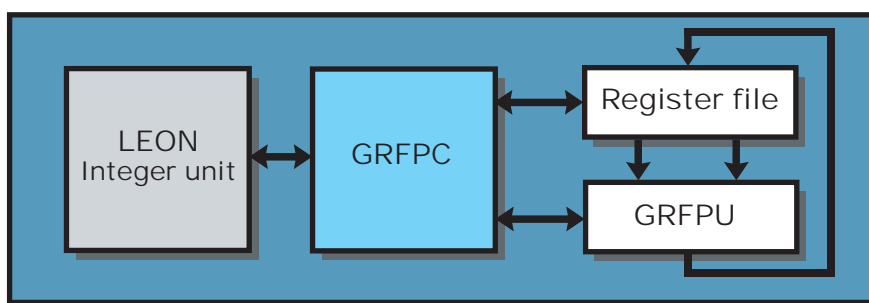 LEON
Integer unit
GRFPC
Register file
GRFPU